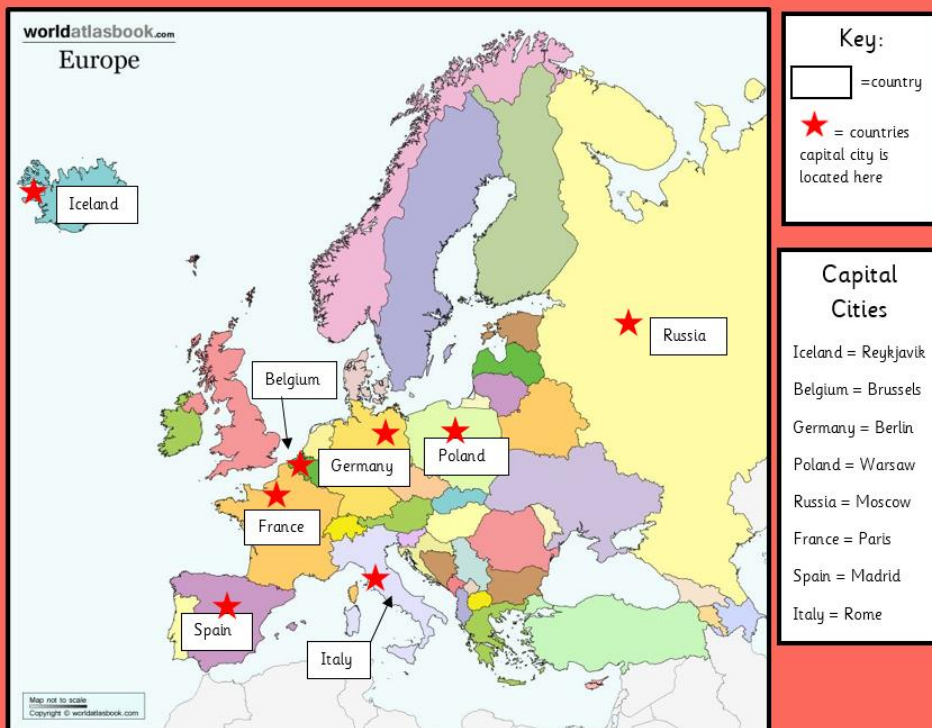 worldatlasbook.com
Europe
Iceland
Belgium
Russia
Germany
Poland
France
Spain
Italy
Map not to scale
Copyright © worldatlasbook.com
Key:
=country
= countries
capital city is
located here
Capital
Cities
Iceland = Reykjavik
Belgium = Brussels
Germany = Berlin
Poland = Warsaw
Russia = Moscow
France = Paris
Spain = Madrid
Italy = Rome